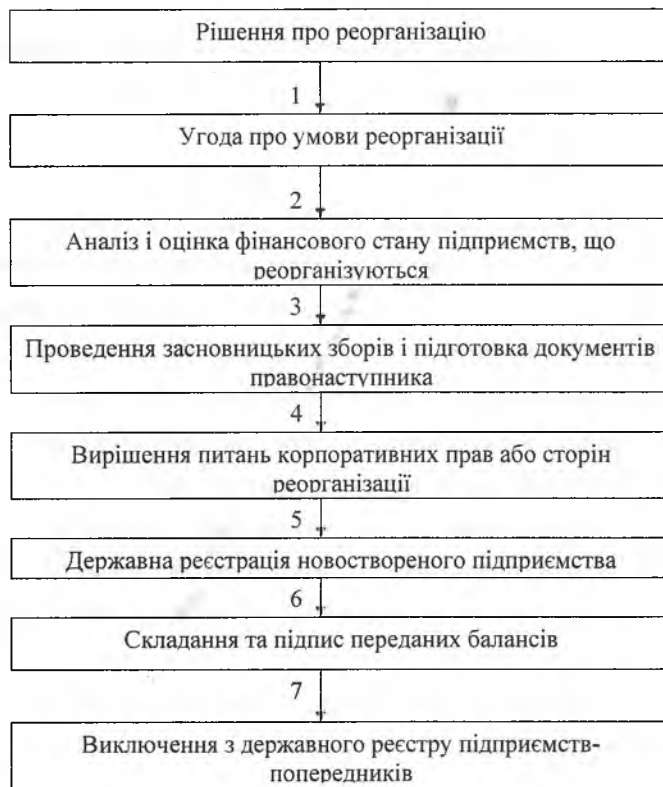 Рішення про реорганізацію
1
Угода про умови реорганізації
2
Аналіз і оцінка фінансового стану підприємств, що
реорганізуються
3
Проведення засновницьких зборів і підготовка документів
правонаступника
4
Вирішення питань корпоративних прав або сторін
реорганізації
5
Державна реєстрація новоствореного підприємства
6
Складання та підпис переданих балансів
7
Виключення з державного реєстру підприємств-
попередників